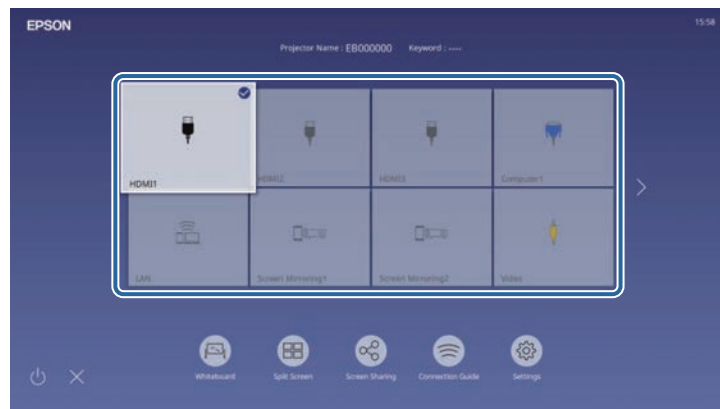 EPSON
15:58
Projector Name : EB000000 Keyword : ----
HDMI1
HDMI2
HDMI3
Computer1
LAN
Screen Mirroring1
Screen Mirroring2
Video
Whiteboard
Split Screen
Screen Sharing
Connection Guide
Settings